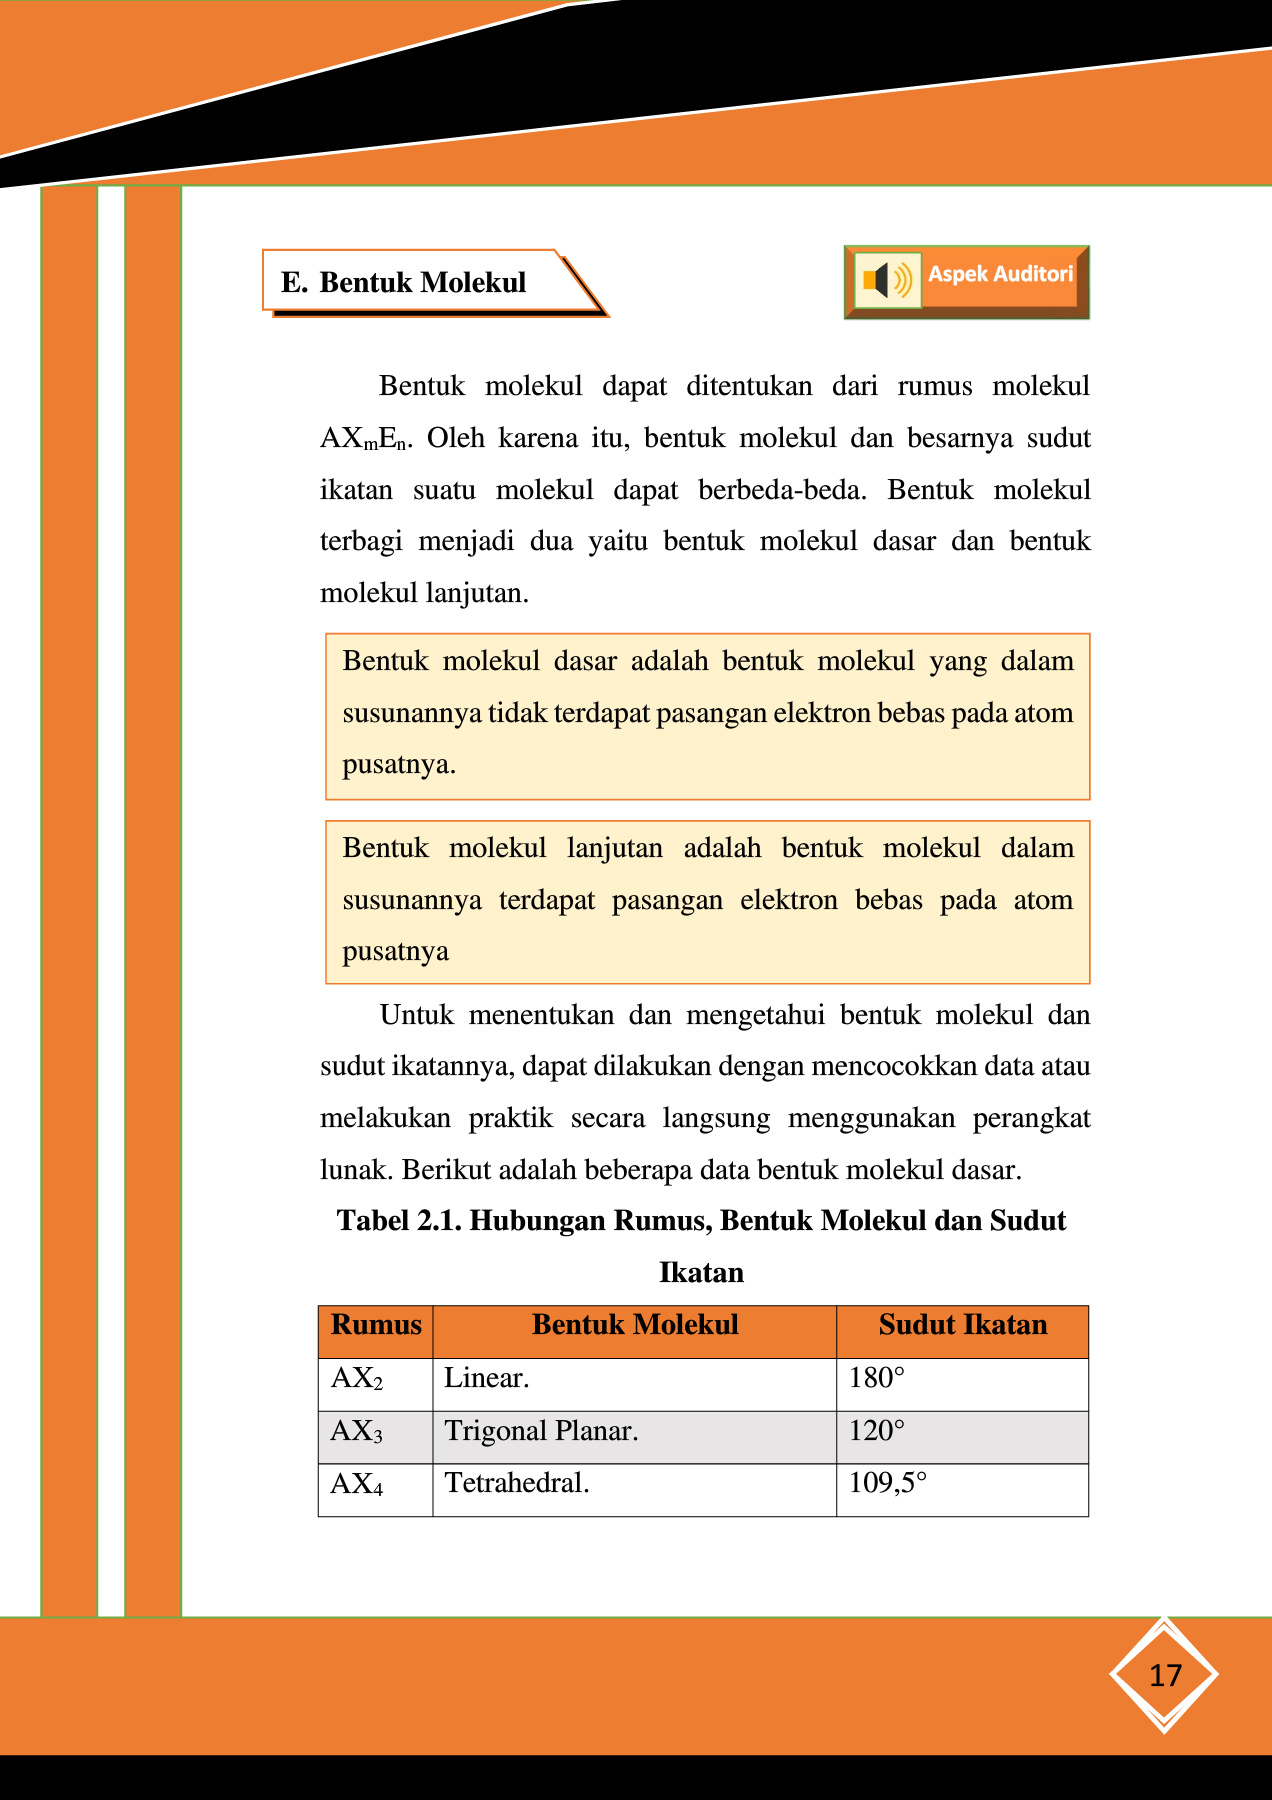 E. Bentuk Molekul
Aspek Auditori
Bentuk molekul dapat ditentukan dari rumus molekul
AXₘEₙ. Oleh karena itu, bentuk molekul dan besarnya sudut
ikatan suatu molekul dapat berbeda-beda. Bentuk molekul
terbagi menjadi dua yaitu bentuk molekul dasar dan bentuk
molekul lanjutan.
Bentuk molekul dasar adalah bentuk molekul yang dalam
susunannya tidak terdapat pasangan elektron bebas pada atom
pusatnya.
Bentuk molekul lanjutan adalah bentuk molekul dalam
susunannya terdapat pasangan elektron bebas pada atom
pusatnya
Untuk menentukan dan mengetahui bentuk molekul dan
sudut ikatannya, dapat dilakukan dengan mencocokkan data atau
melakukan praktik secara langsung menggunakan perangkat
lunak. Berikut adalah beberapa data bentuk molekul dasar.
Tabel 2.1. Hubungan Rumus, Bentuk Molekul dan Sudut
Ikatan
Rumus Bentuk Molekul Sudut Ikatan
AX₂ Linear. 180°
AX₃ Trigonal Planar. 120°
AX₄ Tetrahedral. 109,5°
17